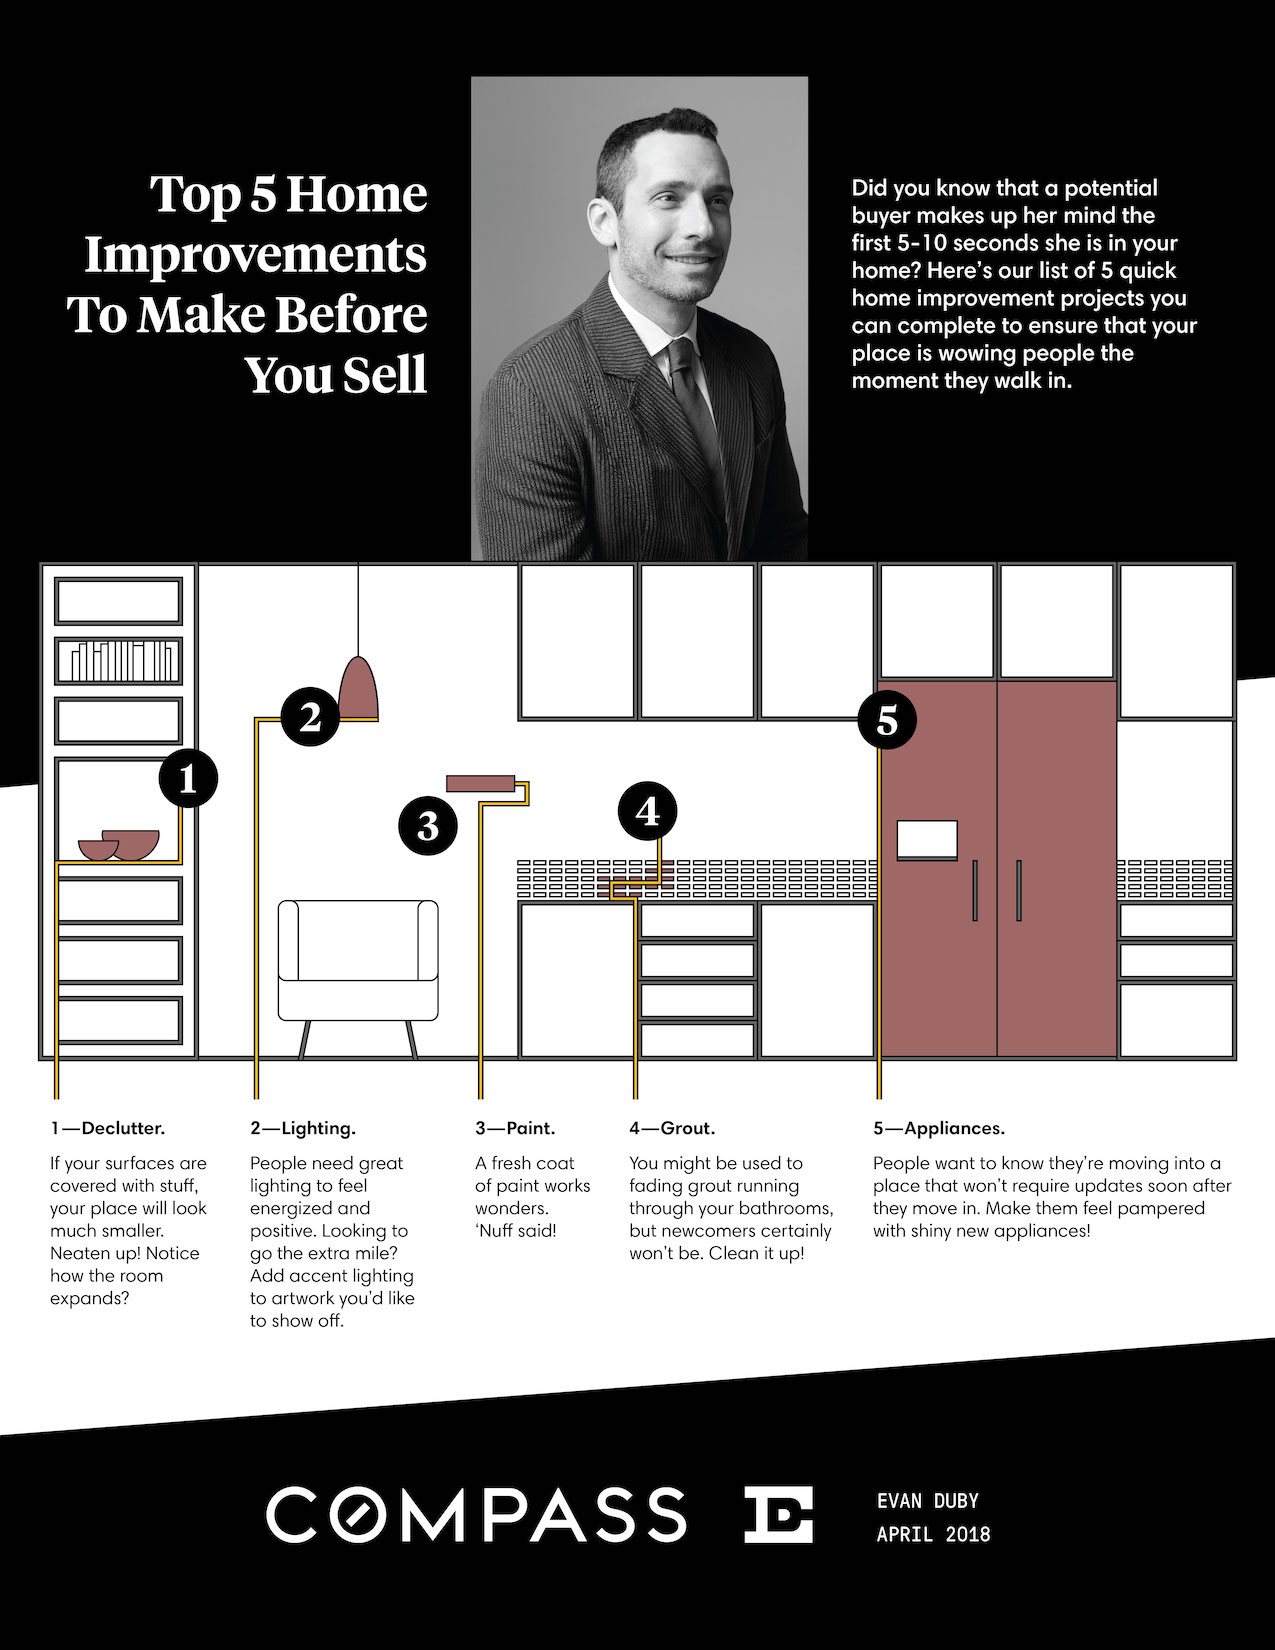 Top 5 Home
Improvements
To Make Before
You Sell
Did you know that a potential
buyer makes up her mind the
first 5-10 seconds she is in your
home? Here's our list of 5 quick
home improvement projects you
can complete to ensure that your
place is wowing people the
moment they walk in.
1
2
3
4
5
1—Declutter.
If your surfaces are
covered with stuff,
your place will look
much smaller.
Neaten up! Notice
how the room
expands?
2—Lighting.
People need great
lighting to feel
energized and
positive. Looking to
go the extra mile?
Add accent lighting
to artwork you'd like
to show off.
3—Paint.
A fresh coat
of paint works
wonders.
‘Nuff said!
4—Grout.
You might be used to
fading grout running
through your bathrooms,
but newcomers certainly
won't be. Clean it up!
5—Appliances.
People want to know they're moving into a
place that won't require updates soon after
they move in. Make them feel pampered
with shiny new appliances!
COMPASS
E
EVAN DUBY
APRIL 2018